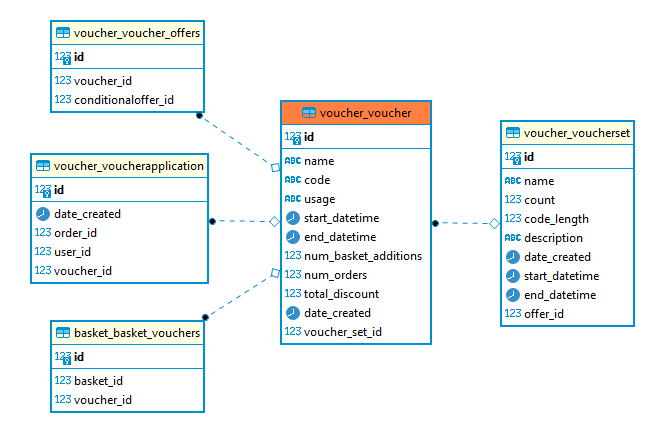 voucher_voucher_offers
123 id
123 voucher_id
123 conditionaloffer_id
voucher_voucherapplication
123 id
date_created
123 order_id
123 user_id
123 voucher_id
basket_basket_vouchers
123 id
123 basket_id
123 voucher_id
voucher_voucher
123 id
ABC name
ABC code
ABC usage
start_datetime
end_datetime
123 num_basket_additions
123 num_orders
123 total_discount
date_created
123 voucher_set_id
voucher_voucherset
123 id
ABC name
123 count
123 code_length
ABC description
date_created
start_datetime
end_datetime
123 offer_id